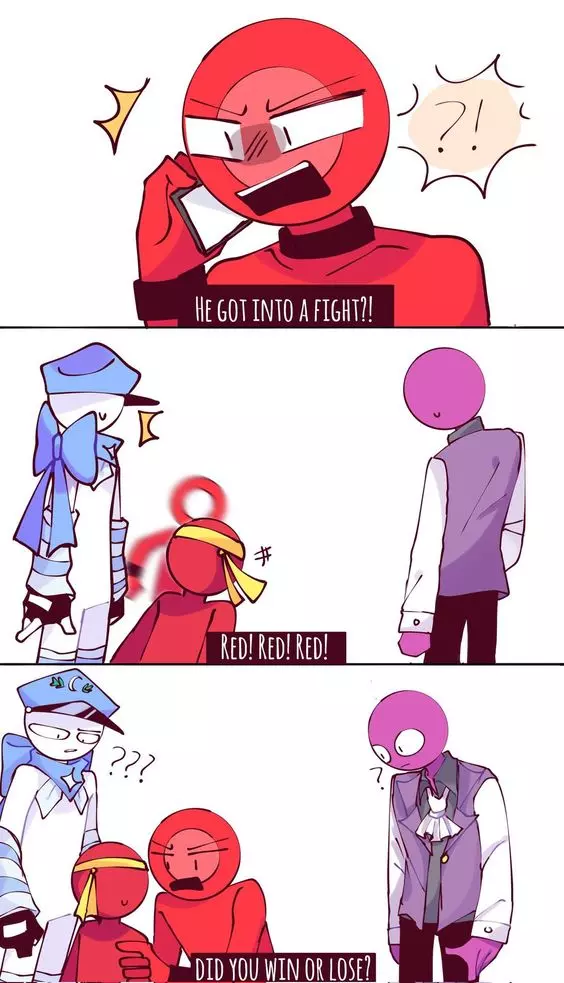 ?!
HE GOT INTO A FIGHT?!
RED! RED! RED!
???
?
DID YOU WIN OR LOSE?